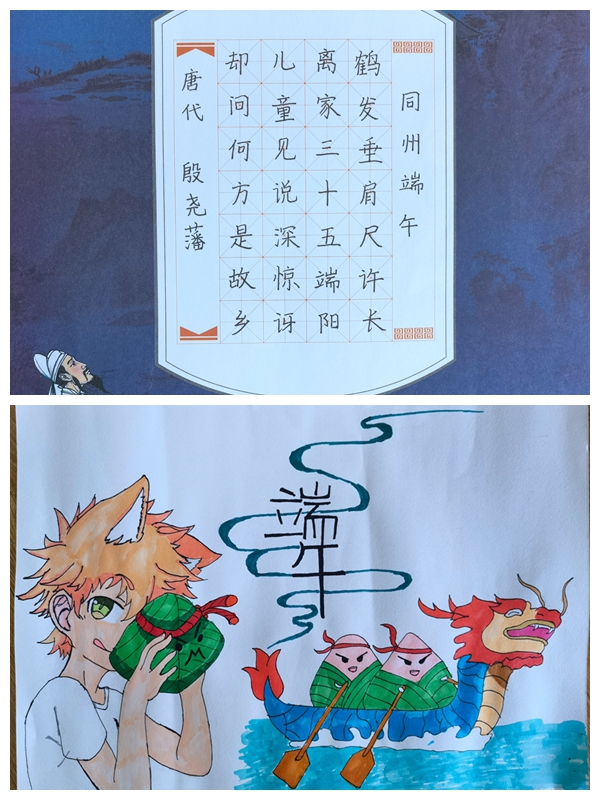 同州端午
鹤发垂肩尺许长
离家三十五端阳
儿童见说深惊讶
却问何方是故乡
唐代 殷尧藩
端午